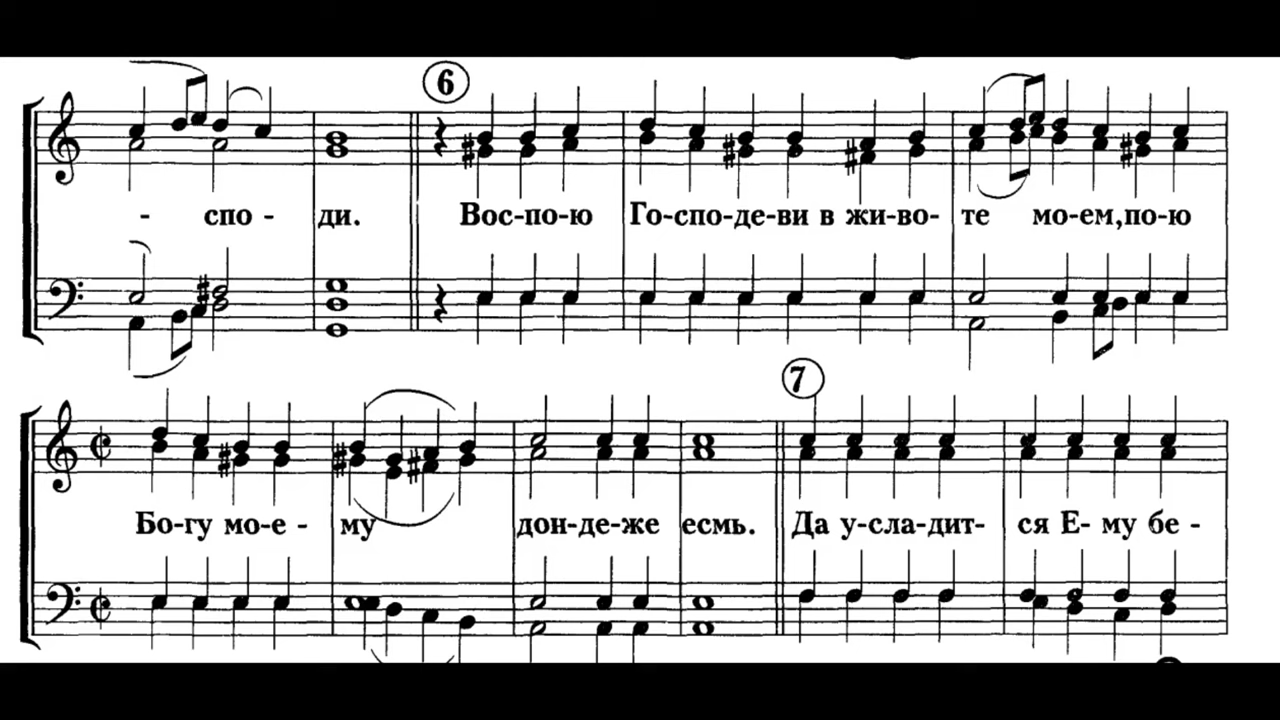 6
- спо - ди. Вос-по-ю Го-спо-де-ви в жи-во- те мо-ем,по-ю
7
Бо-гу мо-е - му дон-де-же есмь. Да у-сла-дит- ся Е- му бе -